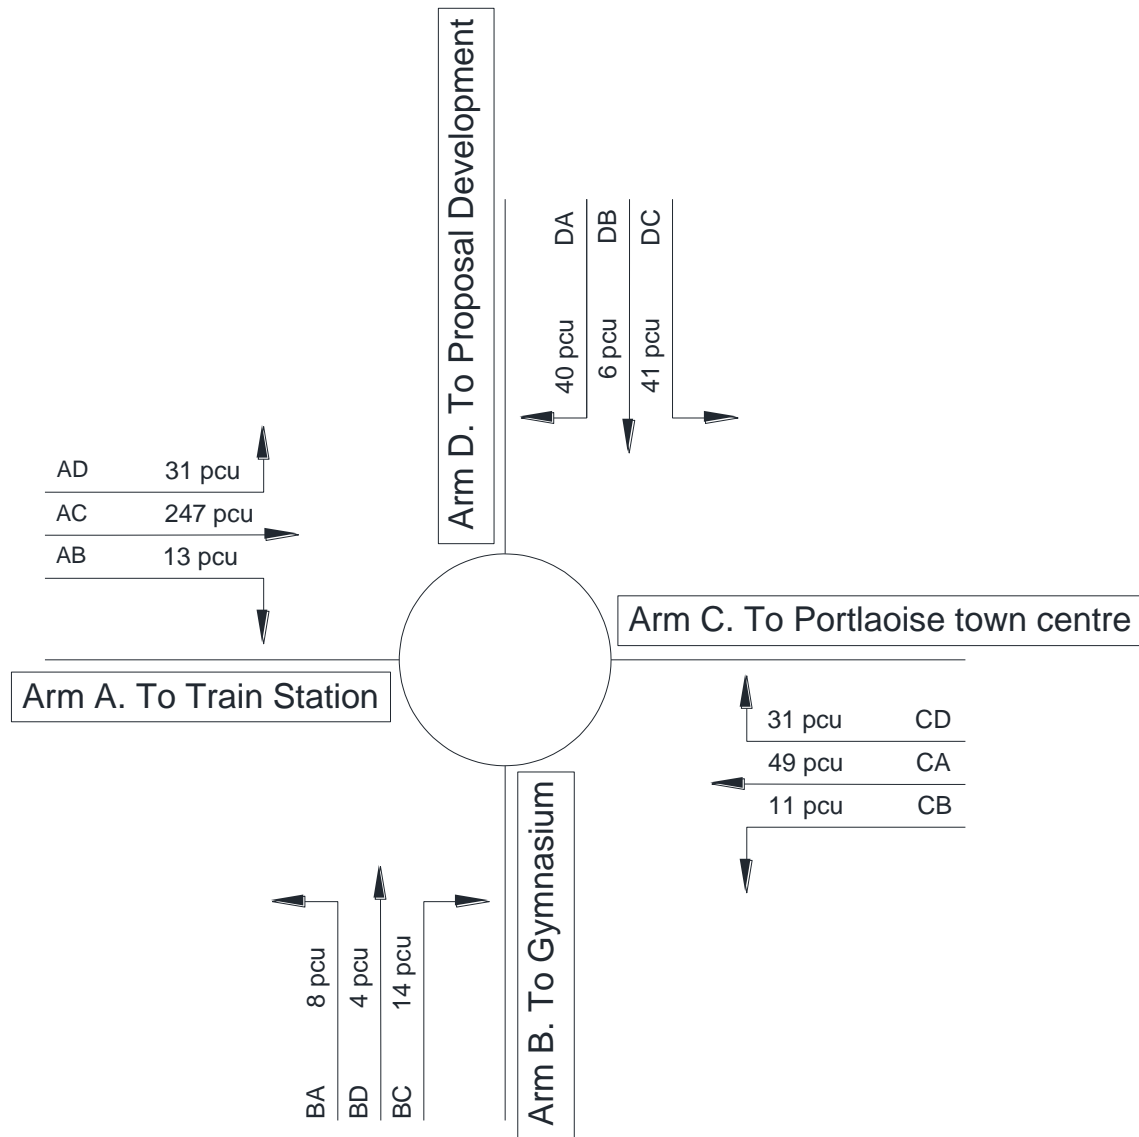 Arm D. To Proposal Development
DA
DB
DC
40 pcu
6 pcu
41 pcu
AD 31 pcu
AC 247 pcu
AB 13 pcu
Arm C. To Portlaoise town centre
Arm A. To Train Station
31 pcu CD
49 pcu CA
11 pcu CB
Arm B. To Gymnasium
8 pcu
4 pcu
14 pcu
BA
BD
BC